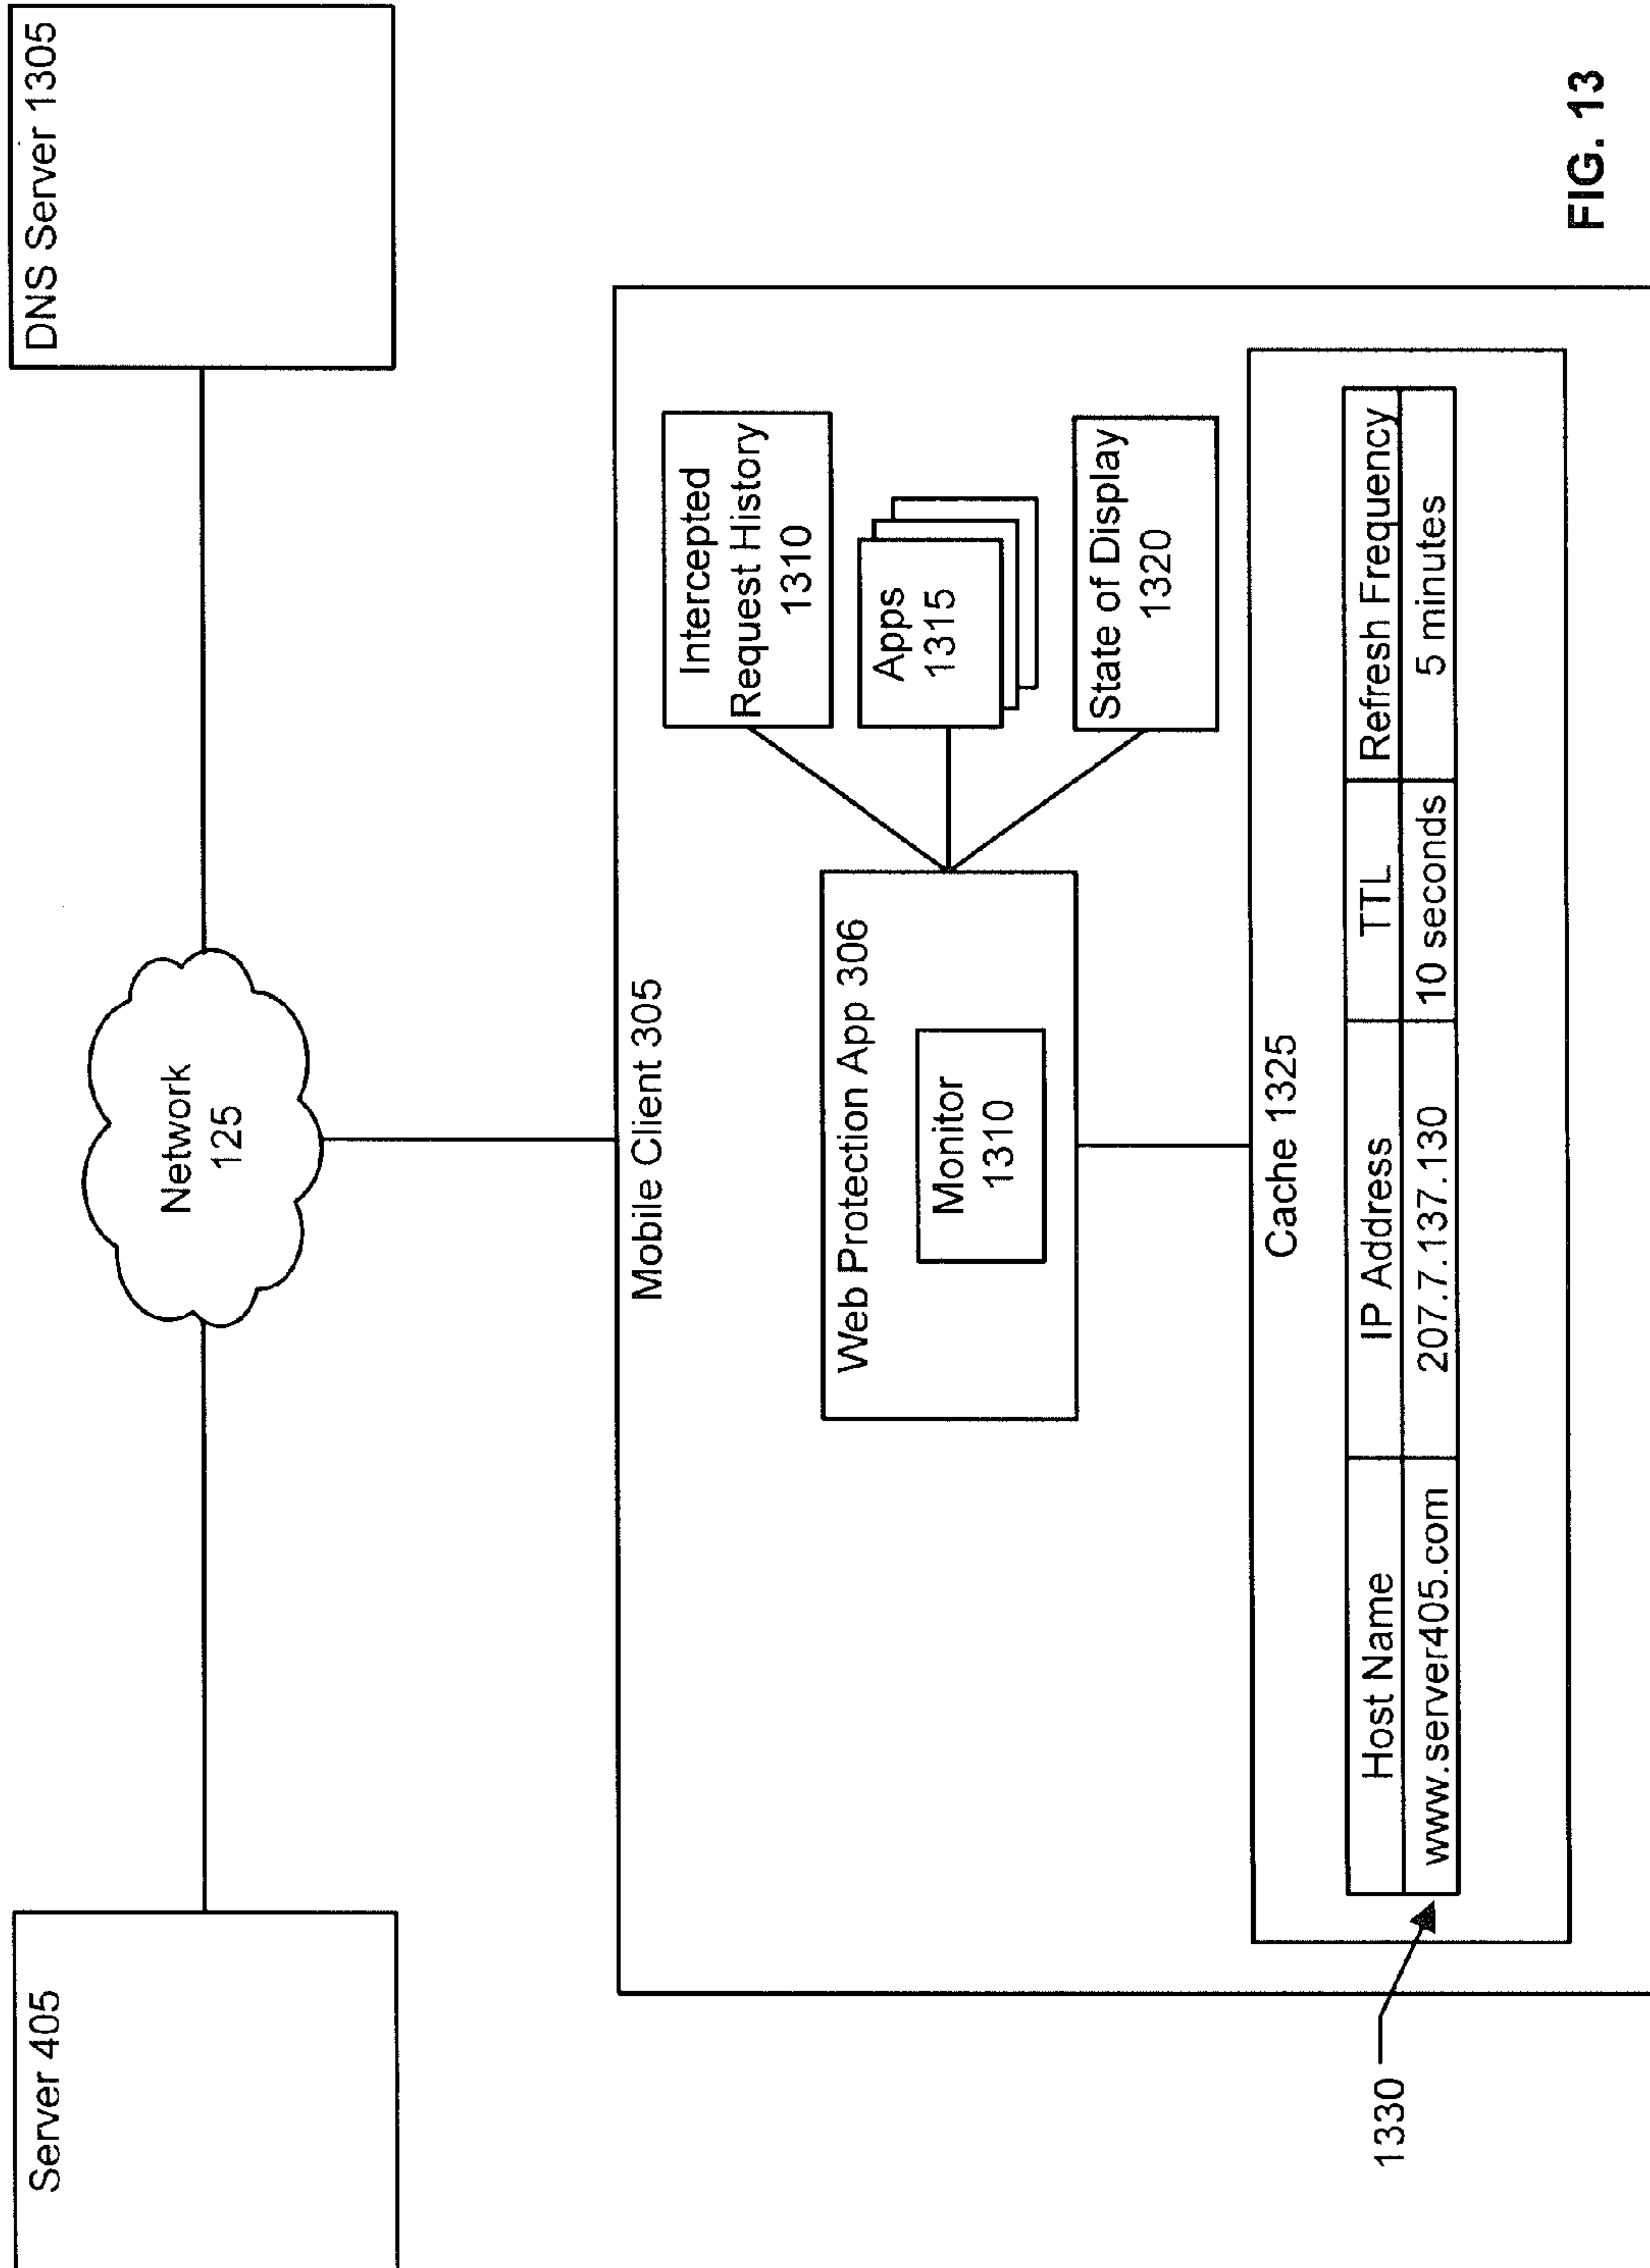 Server 405
DNS Server 1305
Network
125
Mobile Client 305
Web Protection App 306
Monitor
1310
Intercepted
Request History
1310
Apps
1315
State of Display
1320
Cache 1325
Host Name
IP Address
TTL
Refresh Frequency
www.server405.com
207.7.137.130
10 seconds
5 minutes
1330
FIG. 13